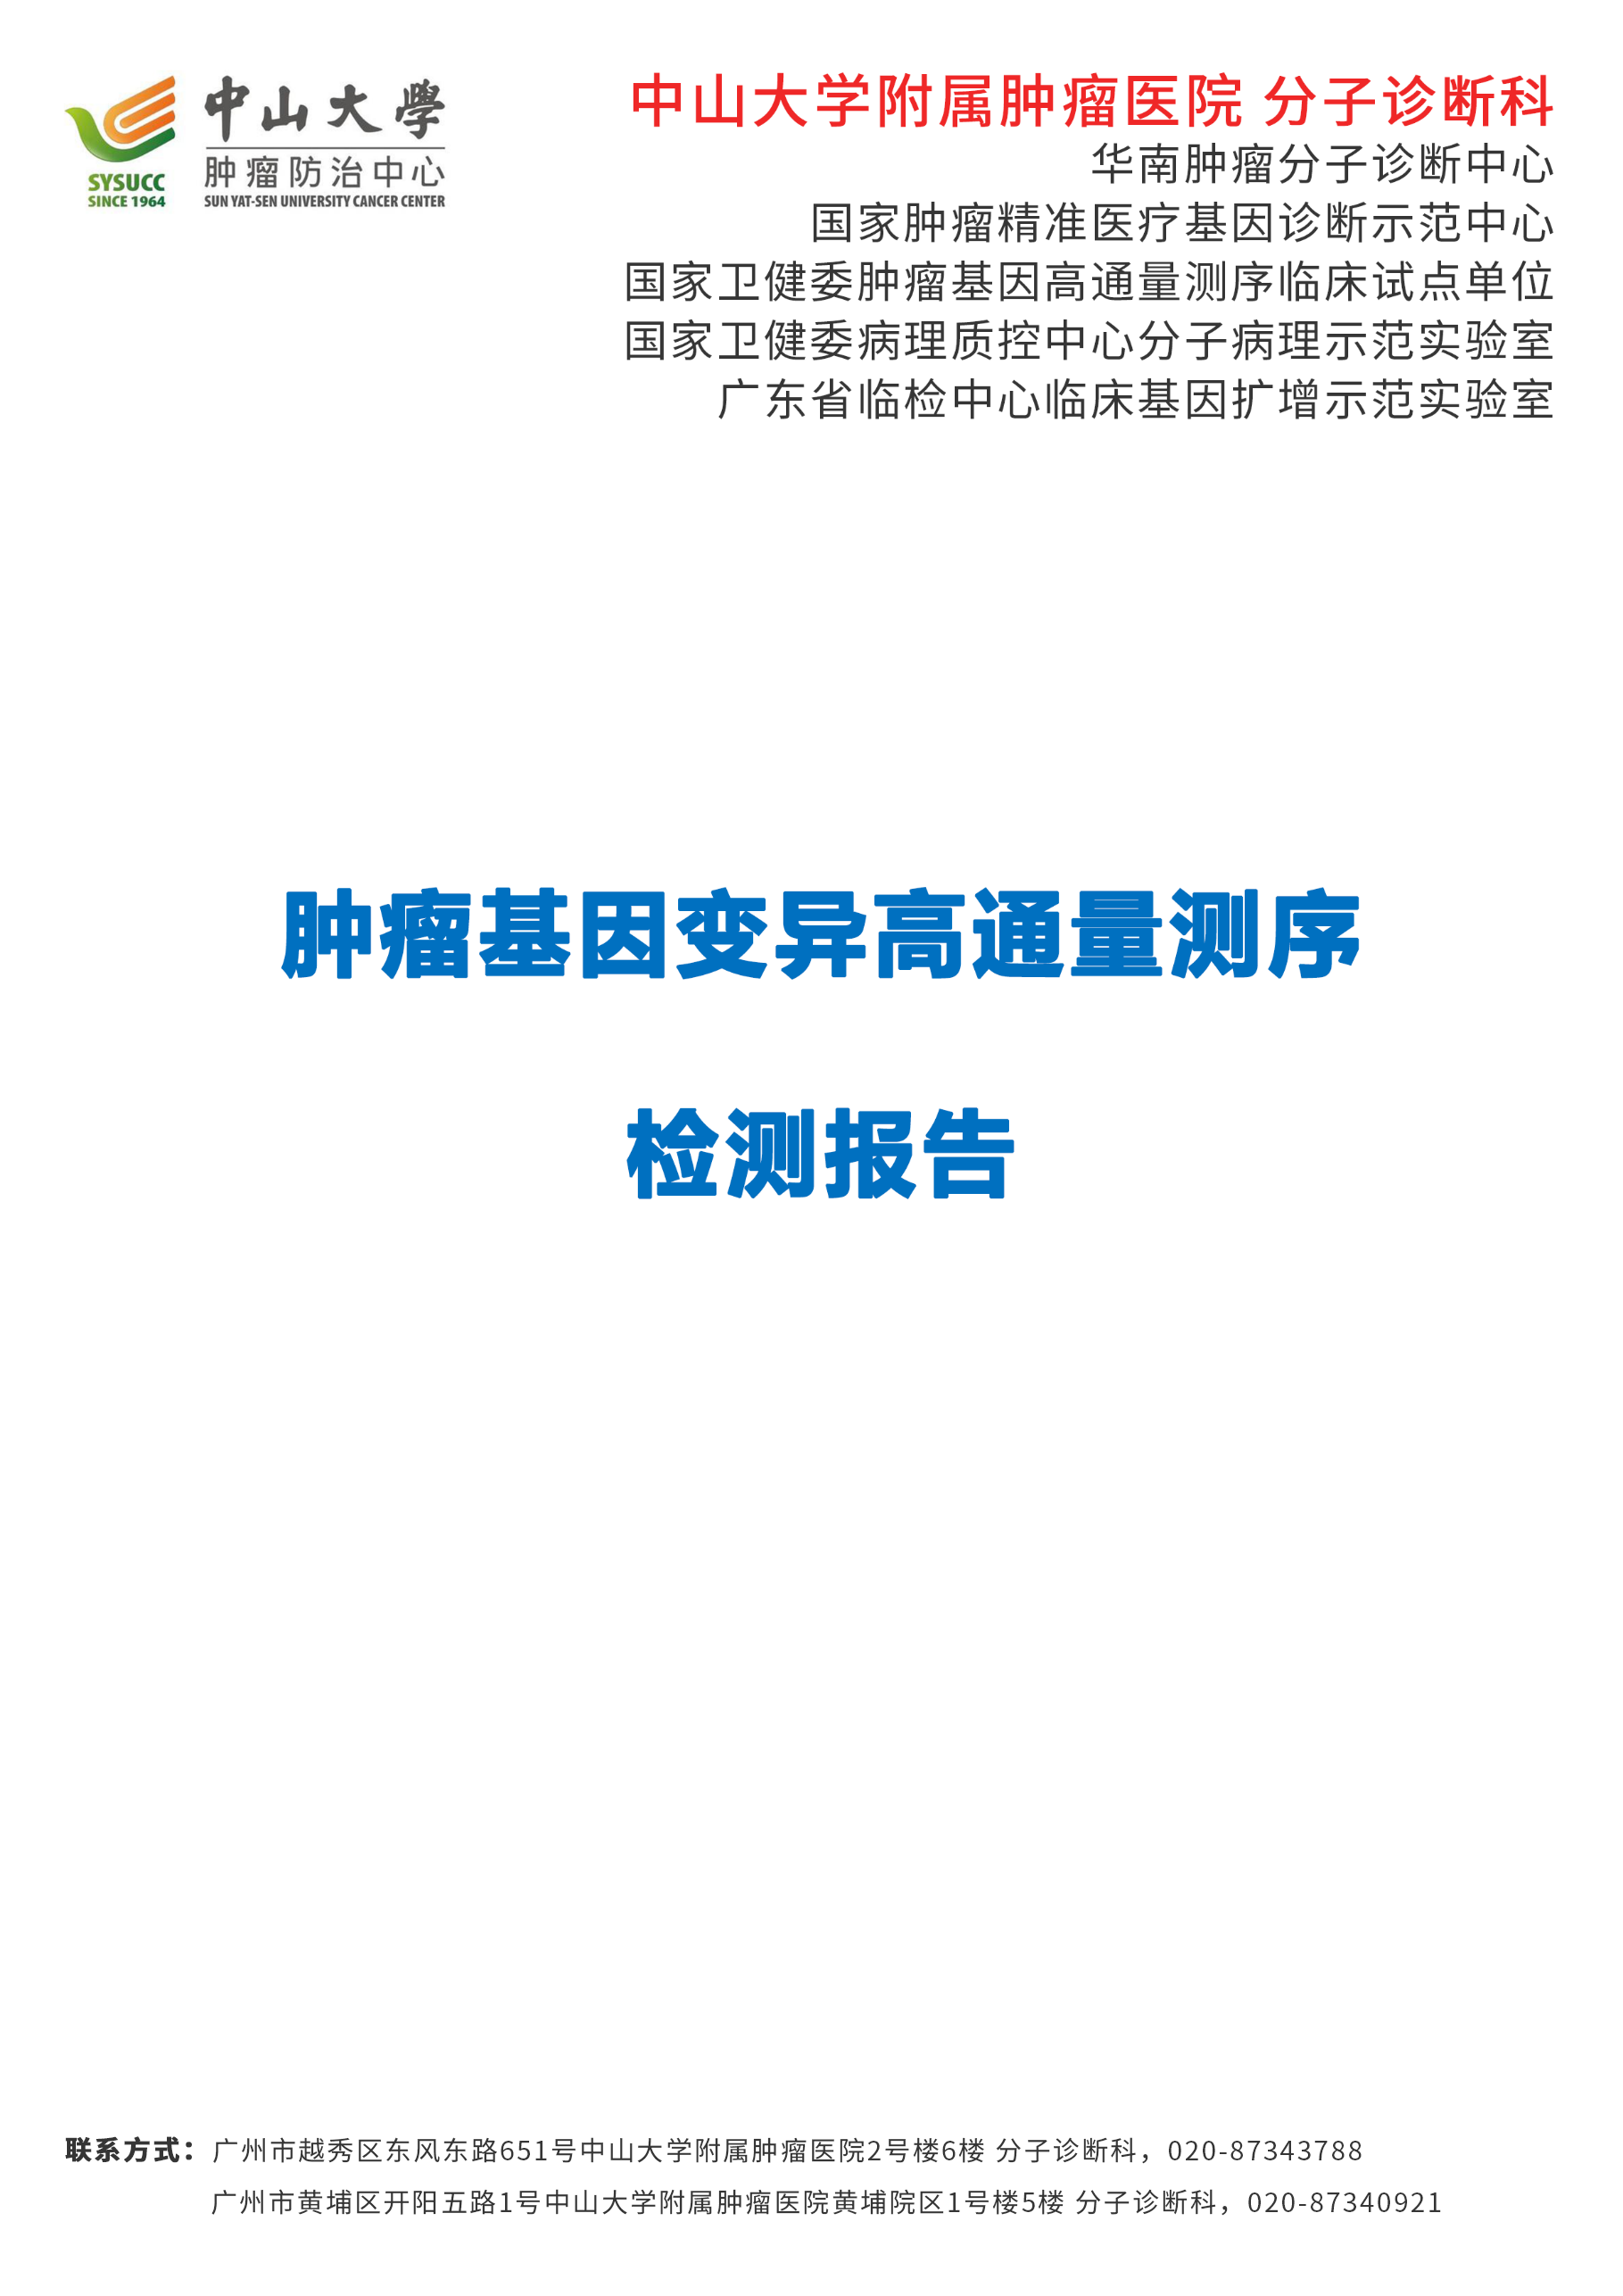 中山大學
肿瘤防治中心
SYSUCC
SINCE 1964
SUN YAT-SEN UNIVERSITY CANCER CENTER
中山大学附属肿瘤医院 分子诊断科
华南肿瘤分子诊断中心
国家肿瘤精准医疗基因诊断示范中心
国家卫健委肿瘤基因高通量测序临床试点单位
国家卫健委病理质控中心分子病理示范实验室
广东省临检中心临床基因扩增示范实验室
肿瘤基因变异高通量测序
检测报告
联系方式：广州市越秀区东风东路651号中山大学附属肿瘤医院2号楼6楼 分子诊断科，020-87343788
广州市黄埔区开阳五路1号中山大学附属肿瘤医院黄埔院区1号楼5楼 分子诊断科，020-87340921